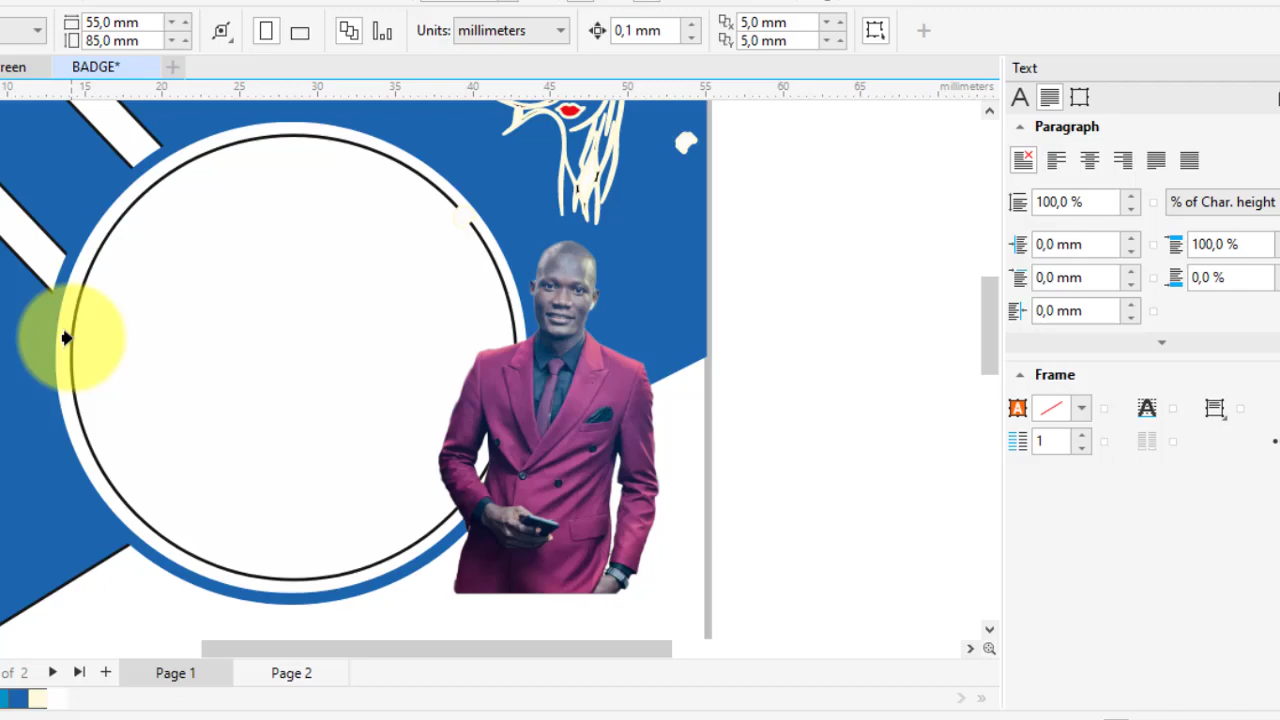 55,0 mm
85,0 mm
Units: millimeters
0,1 mm
5,0 mm
5,0 mm
reen
BADGE*
10 15 20 25 30 35 40 45 50 55 60 65 70 millimeters
Text
Paragraph
100,0 % % of Char. height
0,0 mm 100,0 %
0,0 mm 0,0 %
0,0 mm
Frame
1
of 2
Page 1
Page 2